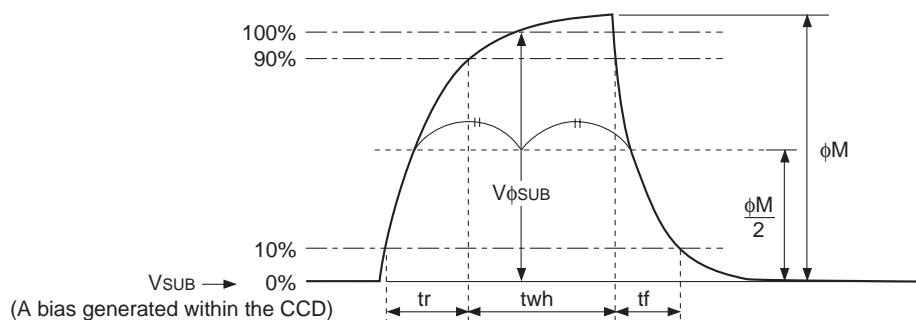 100%
90%
φM
VφSUB
φM
2
10%
VSUB
0%
(A bias generated within the CCD)
tr
twh
tf